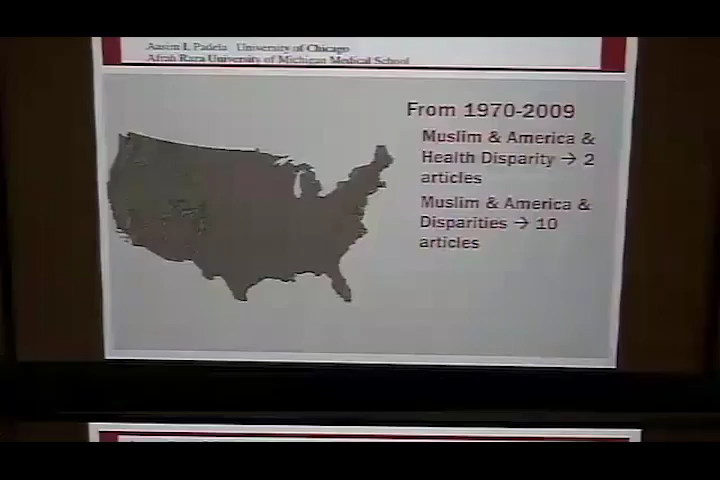 Aasim I. Padela University of Chicago
Afrah Raza University of Michigan Medical School
From 1970-2009
Muslim & America &
Health Disparity → 2
articles
Muslim & America &
Disparities → 10
articles